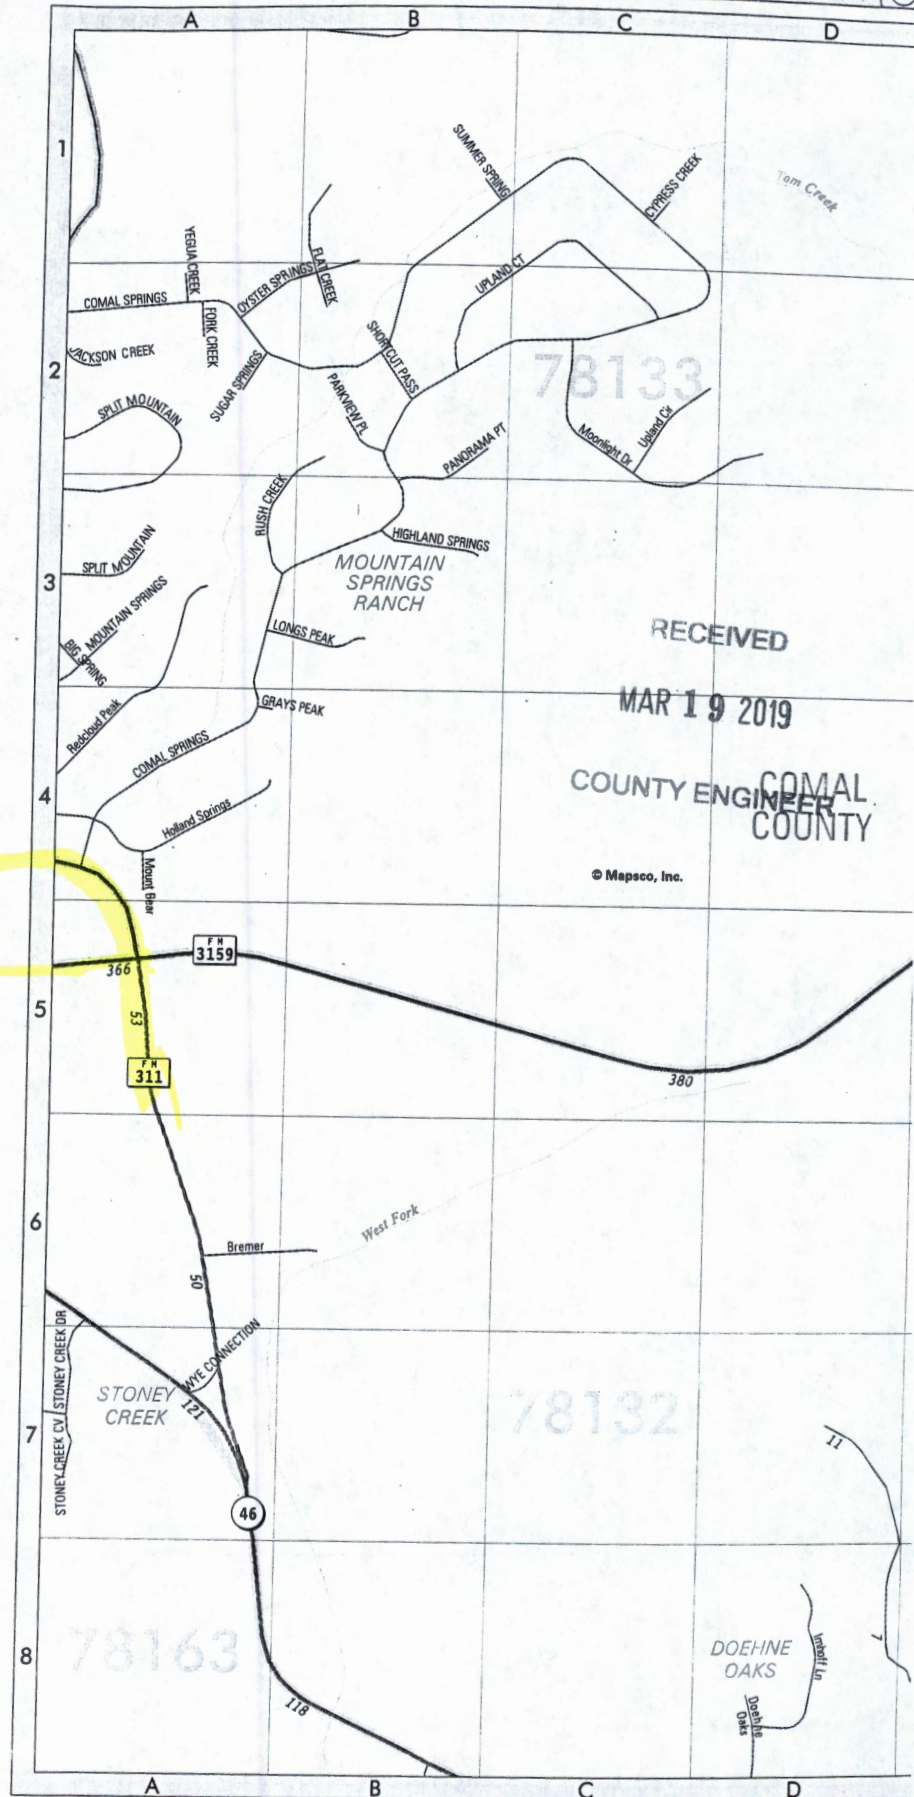 A B C D
1
SUMMER SPRING
CYPRESS CREEK
Tom Creek
YEGUA CREEK
FLAT CREEK
OYSTER SPRINGS
UPLAND CT
COMAL SPRINGS
FORK CREEK
2
JACKSON CREEK
SUGAR SPRINGS
SHORTCUT PASS
PARKVIEW PL
78133
SPLIT MOUNTAIN
Moonlight Dr
Upland Cir
PANORAMA PT
RUSH CREEK
HIGHLAND SPRINGS
3
SPLIT MOUNTAIN
MOUNTAIN
SPRINGS
RANCH
MOUNTAIN SPRINGS
BIG SPRING
LONGS PEAK
RECEIVED
MAR 19 2019
COUNTY ENGINEER
GRAYS PEAK
Redcloud Peak
COMAL SPRINGS
4
Holland Springs
COMAL
COUNTY
Mount Bear
© Mapsco, Inc.
FM
3159
366
5
53
FM
311
380
6
West Fork
Bremer
50
STONEY CREEK DR
STONEY CREEK CV
WYE CONNECTION
STONEY
CREEK
121
78132
7
11
46
8
78163
DOEHNE
OAKS
Imhoff Ln
7
118
Doehne
Oaks
A B C D